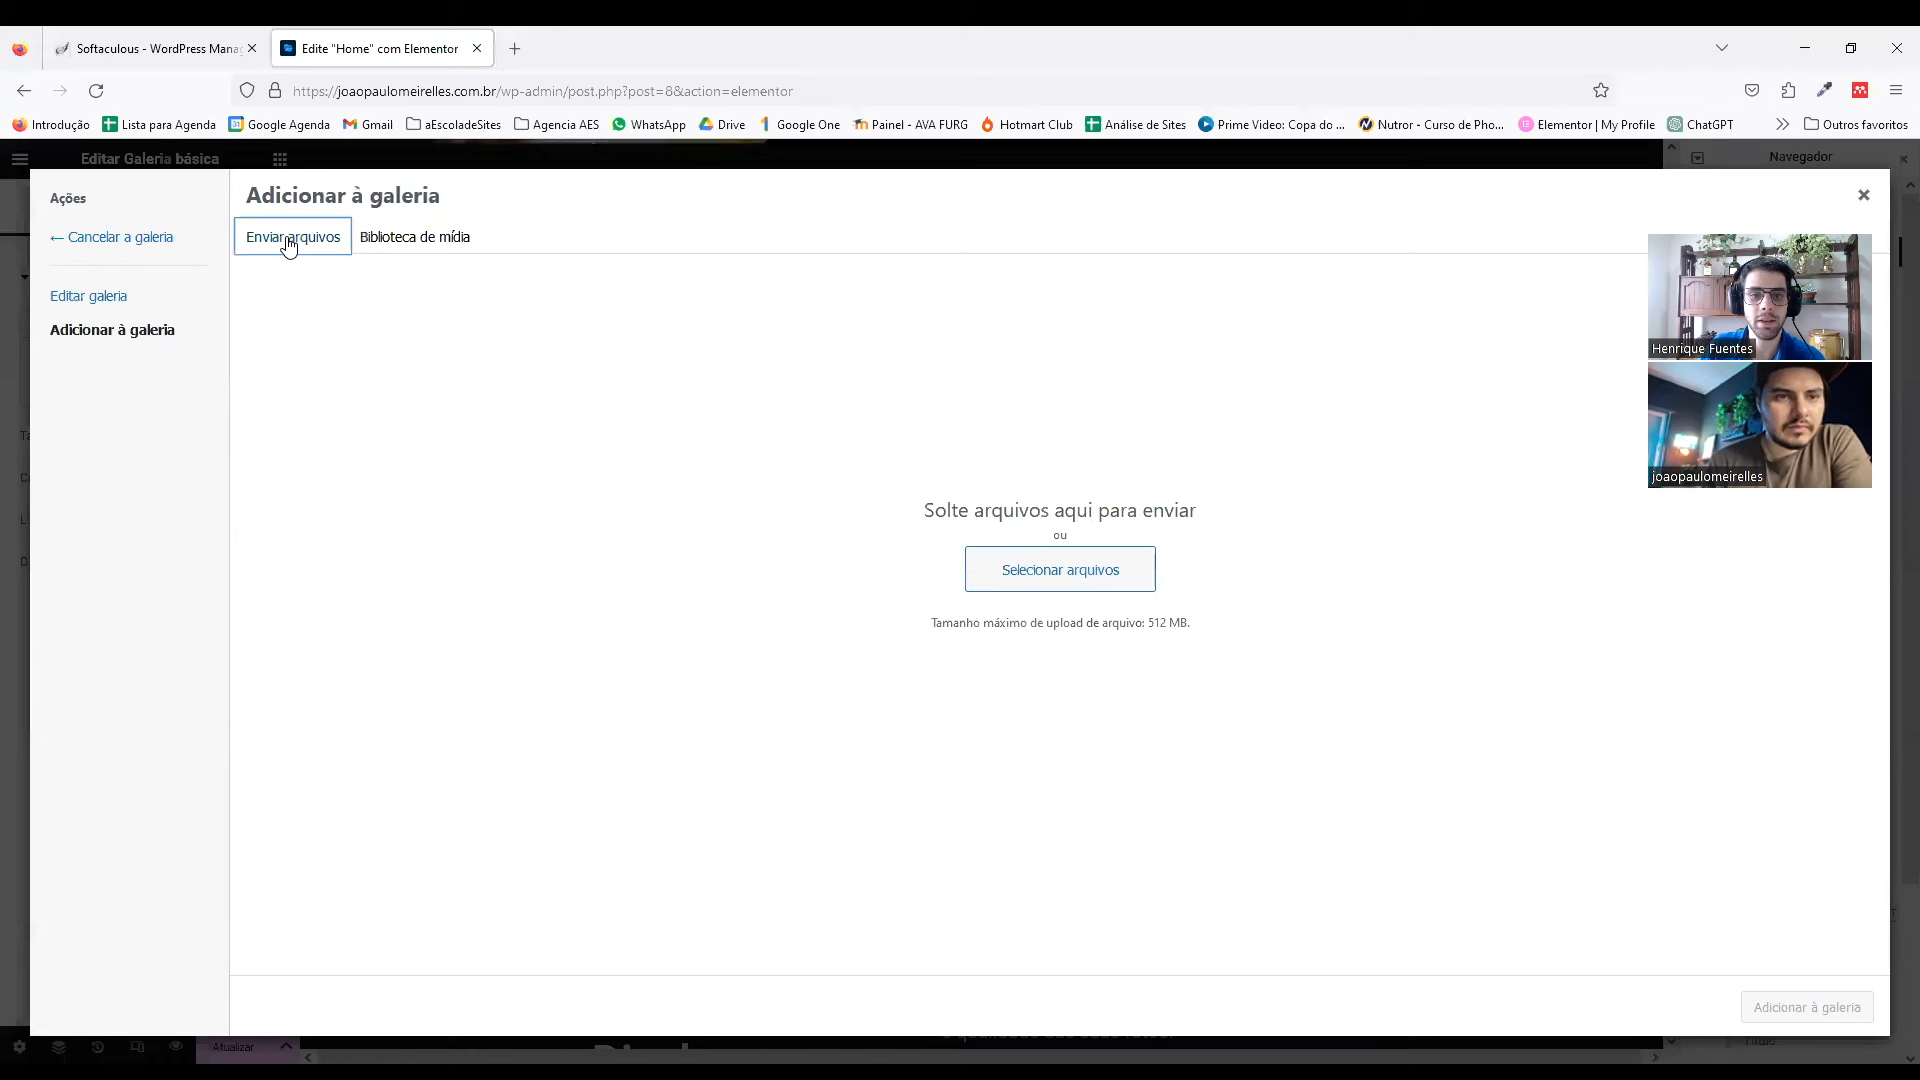 Softaculous - WordPress Mana
Edite "Home" com Elementor
https://joaopaulomeirelles.com.br/wp-admin/post.php?post=8&action=elementor
Introdução
Lista para Agenda
Google Agenda
Gmail
aEscoladeSites
Agencia AES
WhatsApp
Drive
Google One
Painel - AVA FURG
Hotmart Club
Análise de Sites
Prime Video: Copa do ...
Nutror - Curso de Pho...
Elementor | My Profile
ChatGPT
Outros favoritos
Editar Galeria básica
Navegador
Ações
Adicionar à galeria
← Cancelar a galeria
Enviar arquivos
Biblioteca de mídia
Editar galeria
Adicionar à galeria
Henrique Fuentes
joaopaulomeirelles
Solte arquivos aqui para enviar
ou
Selecionar arquivos
Tamanho máximo de upload de arquivo: 512 MB.
Adicionar à galeria
Atualizar